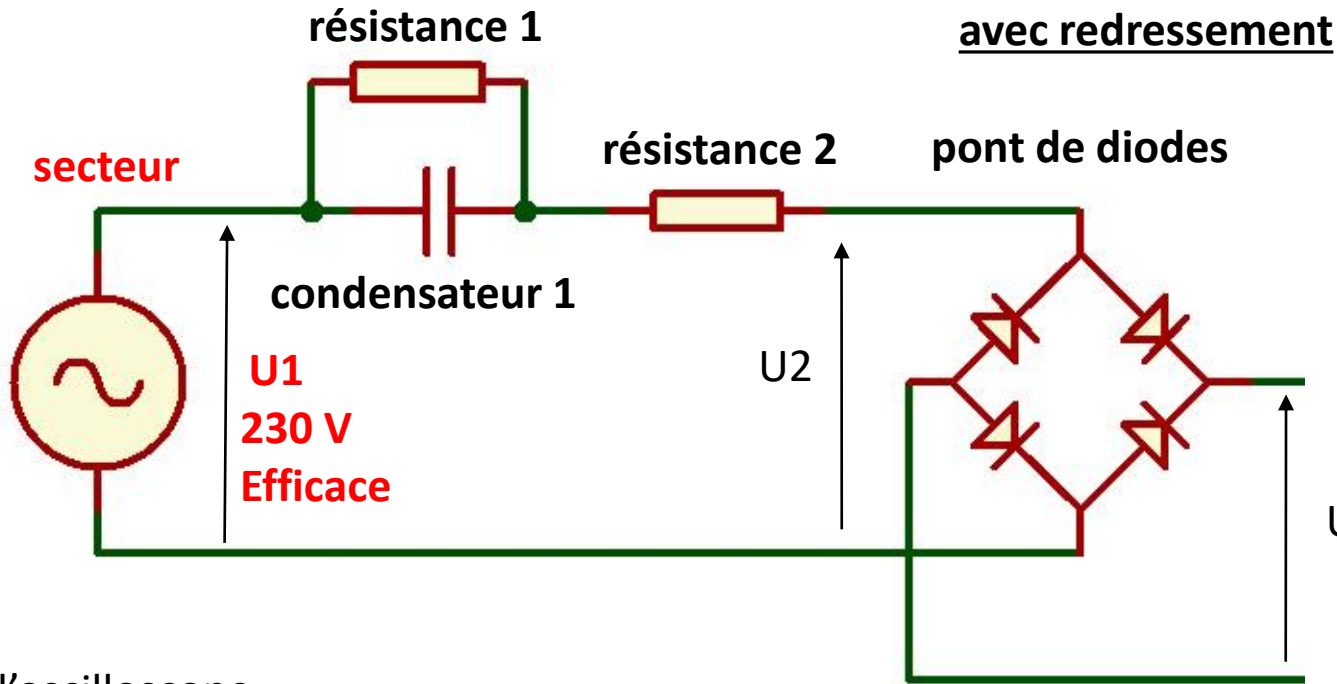 résistance 1
avec redressement
secteur
résistance 2
pont de diodes
condensateur 1
U1
230 V
Efficace
U2
U